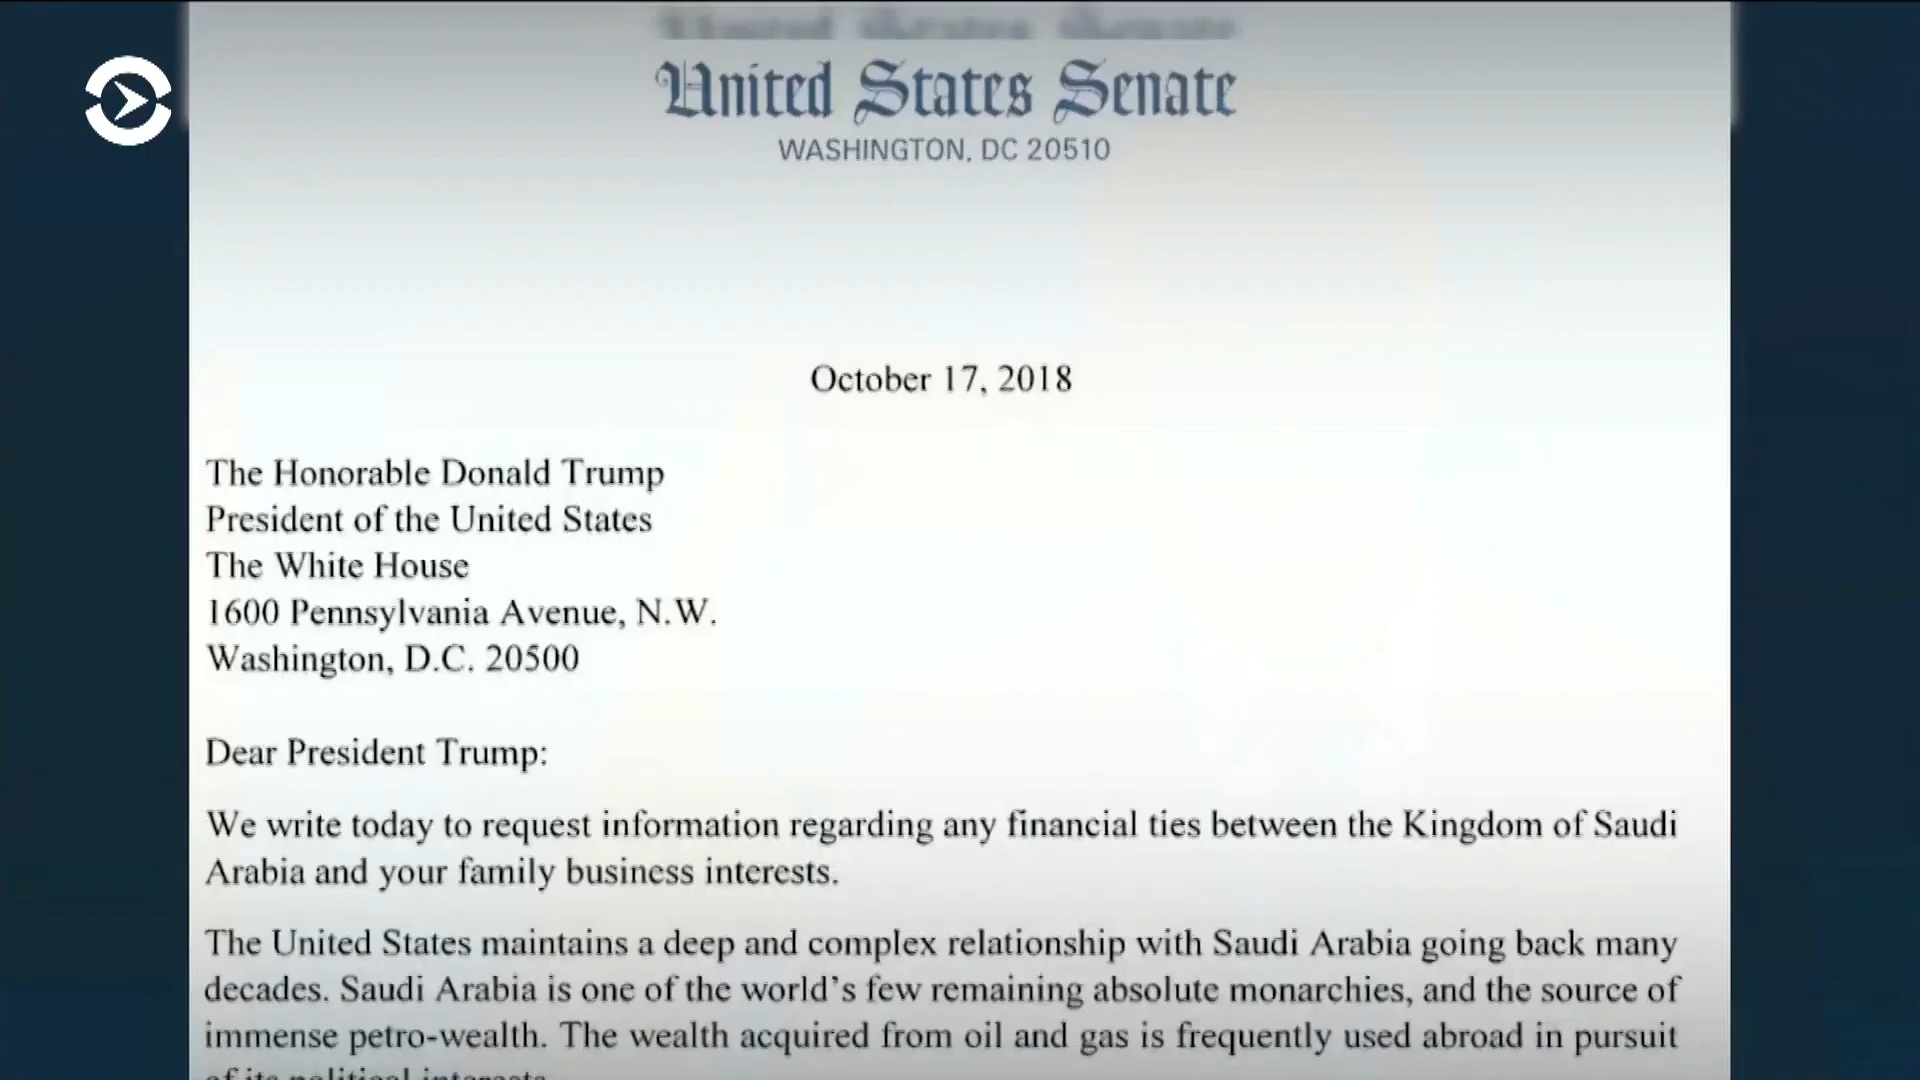 United States Senate
WASHINGTON, DC 20510
October 17, 2018
The Honorable Donald Trump
President of the United States
The White House
1600 Pennsylvania Avenue, N.W.
Washington, D.C. 20500
Dear President Trump:
We write today to request information regarding any financial ties between the Kingdom of Saudi
Arabia and your family business interests.
The United States maintains a deep and complex relationship with Saudi Arabia going back many
decades. Saudi Arabia is one of the world's few remaining absolute monarchies, and the source of
immense petro-wealth. The wealth acquired from oil and gas is frequently used abroad in pursuit
of its political interests